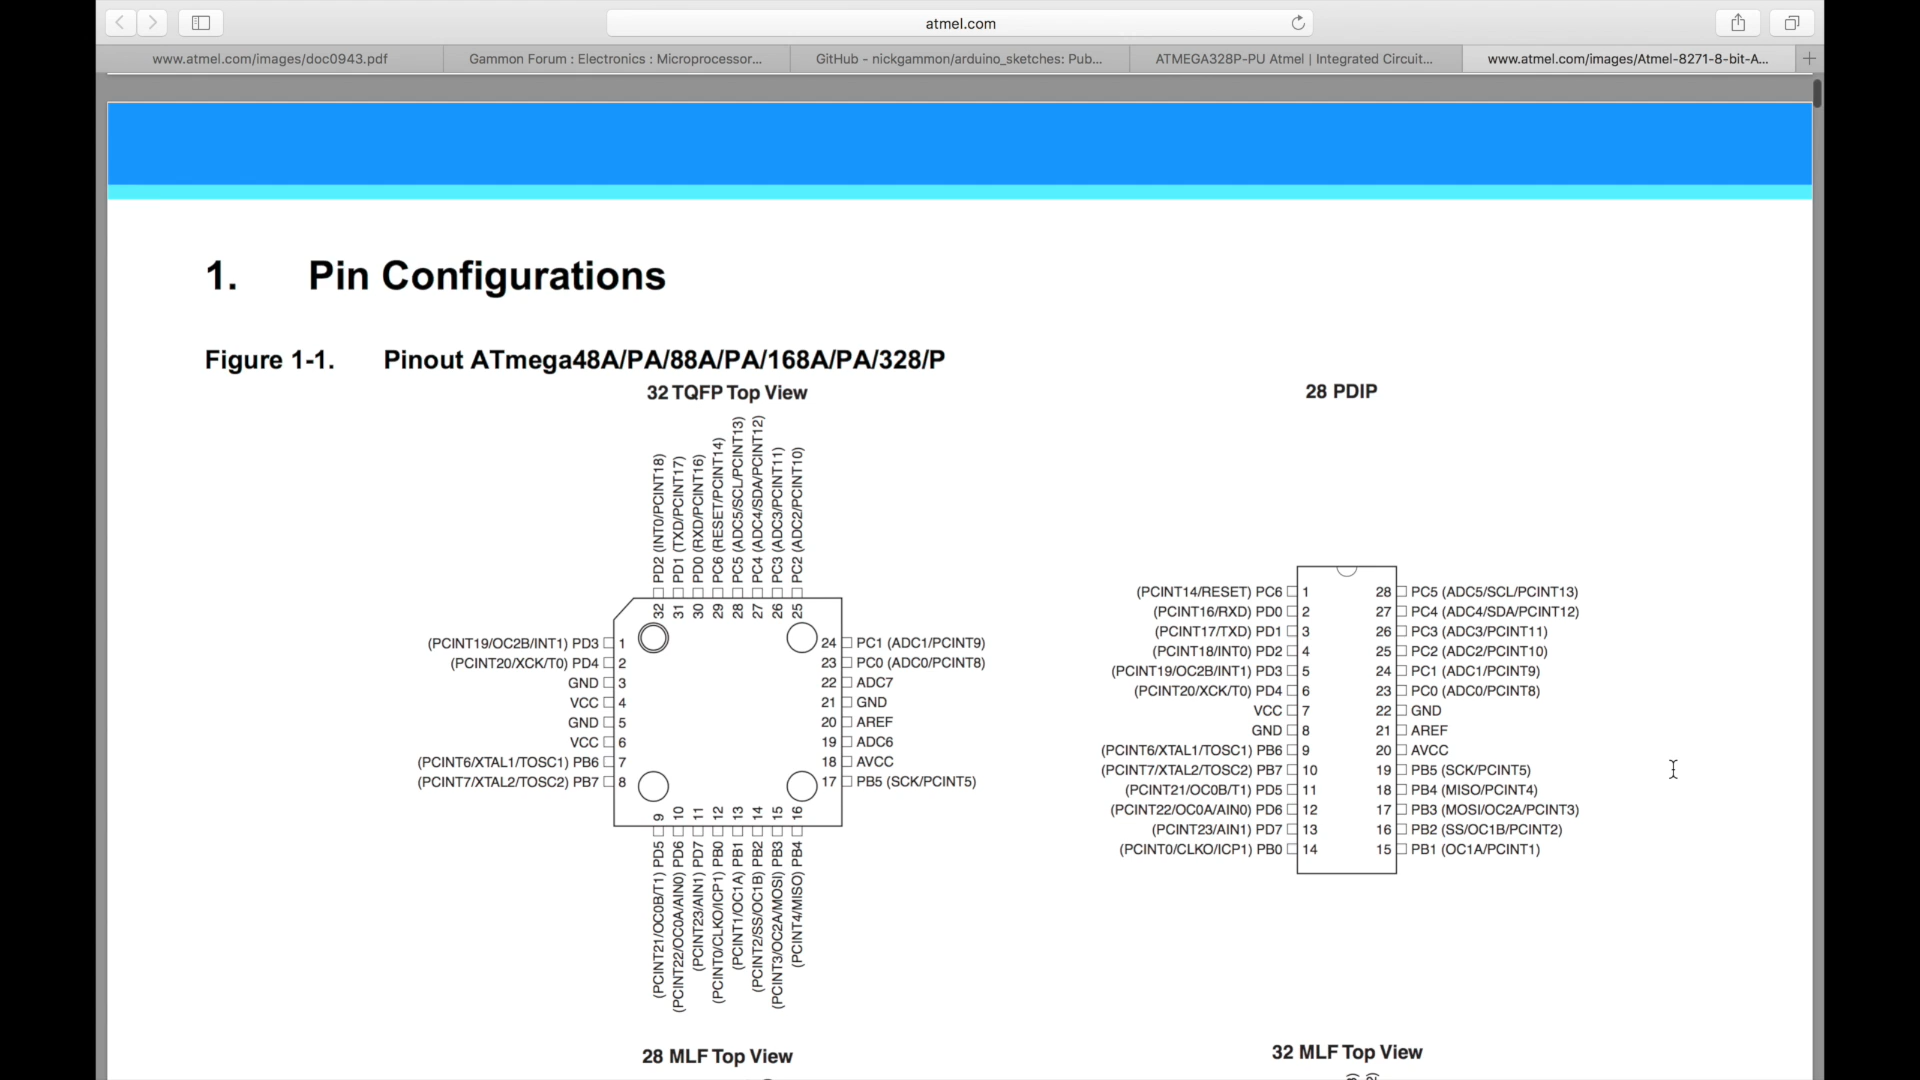 atmel.com
www.atmel.com/images/doc0943.pdf
Gammon Forum : Electronics : Microprocessor...
GitHub - nickgammon/arduino_sketches: Pub...
ATMEGA328P-PU Atmel | Integrated Circuit...
www.atmel.com/images/Atmel-8271-8-bit-A...
1. Pin Configurations
Figure 1-1. Pinout ATmega48A/PA/88A/PA/168A/PA/328/P
32 TQFP Top View
PD2 (INT0/PCINT18)
PD1 (TXD/PCINT17)
PD0 (RXD/PCINT16)
PC6 (RESET/PCINT14)
PC5 (ADC5/SCL/PCINT13)
PC4 (ADC4/SDA/PCINT12)
PC3 (ADC3/PCINT11)
PC2 (ADC2/PCINT10)
32 31 30 29 28 27 26 25
(PCINT19/OC2B/INT1) PD3 1
(PCINT20/XCK/T0) PD4 2
GND 3
VCC 4
GND 5
VCC 6
(PCINT6/XTAL1/TOSC1) PB6 7
(PCINT7/XTAL2/TOSC2) PB7 8
24 PC1 (ADC1/PCINT9)
23 PC0 (ADC0/PCINT8)
22 ADC7
21 GND
20 AREF
19 ADC6
18 AVCC
17 PB5 (SCK/PCINT5)
9 10 11 12 13 14 15 16
(PCINT21/OC0B/T1) PD5
(PCINT22/OC0A/AIN0) PD6
(PCINT23/AIN1) PD7
(PCINT0/CLKO/ICP1) PB0
(PCINT1/OC1A) PB1
(PCINT2/SS/OC1B) PB2
(PCINT3/OC2A/MOSI) PB3
(PCINT4/MISO) PB4
28 PDIP
(PCINT14/RESET) PC6 1 28 PC5 (ADC5/SCL/PCINT13)
(PCINT16/RXD) PD0 2 27 PC4 (ADC4/SDA/PCINT12)
(PCINT17/TXD) PD1 3 26 PC3 (ADC3/PCINT11)
(PCINT18/INT0) PD2 4 25 PC2 (ADC2/PCINT10)
(PCINT19/OC2B/INT1) PD3 5 24 PC1 (ADC1/PCINT9)
(PCINT20/XCK/T0) PD4 6 23 PC0 (ADC0/PCINT8)
VCC 7 22 GND
GND 8 21 AREF
(PCINT6/XTAL1/TOSC1) PB6 9 20 AVCC
(PCINT7/XTAL2/TOSC2) PB7 10 19 PB5 (SCK/PCINT5)
(PCINT21/OC0B/T1) PD5 11 18 PB4 (MISO/PCINT4)
(PCINT22/OC0A/AIN0) PD6 12 17 PB3 (MOSI/OC2A/PCINT3)
(PCINT23/AIN1) PD7 13 16 PB2 (SS/OC1B/PCINT2)
(PCINT0/CLKO/ICP1) PB0 14 15 PB1 (OC1A/PCINT1)
28 MLF Top View
32 MLF Top View